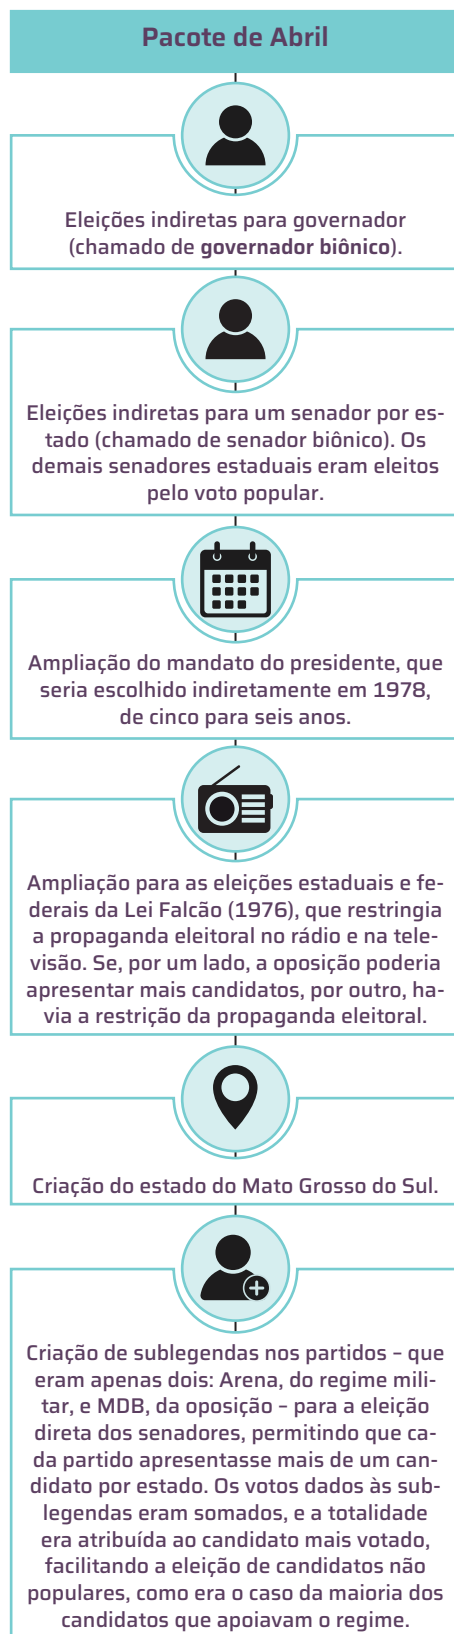 Pacote de Abril
Eleições indiretas para governador
(chamado de governador biônico).
Eleições indiretas para um senador por es-
tado (chamado de senador biônico). Os
demais senadores estaduais eram eleitos
pelo voto popular.
Ampliação do mandato do presidente, que
seria escolhido indiretamente em 1978,
de cinco para seis anos.
Ampliação para as eleições estaduais e fe-
derais da Lei Falcão (1976), que restringia
a propaganda eleitoral no rádio e na tele-
visão. Se, por um lado, a oposição poderia
apresentar mais candidatos, por outro, ha-
via a restrição da propaganda eleitoral.
Criação do estado do Mato Grosso do Sul.
Criação de sublegendas nos partidos – que
eram apenas dois: Arena, do regime mili-
tar, e MDB, da oposição – para a eleição
direta dos senadores, permitindo que ca-
da partido apresentasse mais de um can-
didato por estado. Os votos dados às sub-
legendas eram somados, e a totalidade
era atribuída ao candidato mais votado,
facilitando a eleição de candidatos não
populares, como era o caso da maioria dos
candidatos que apoiavam o regime.